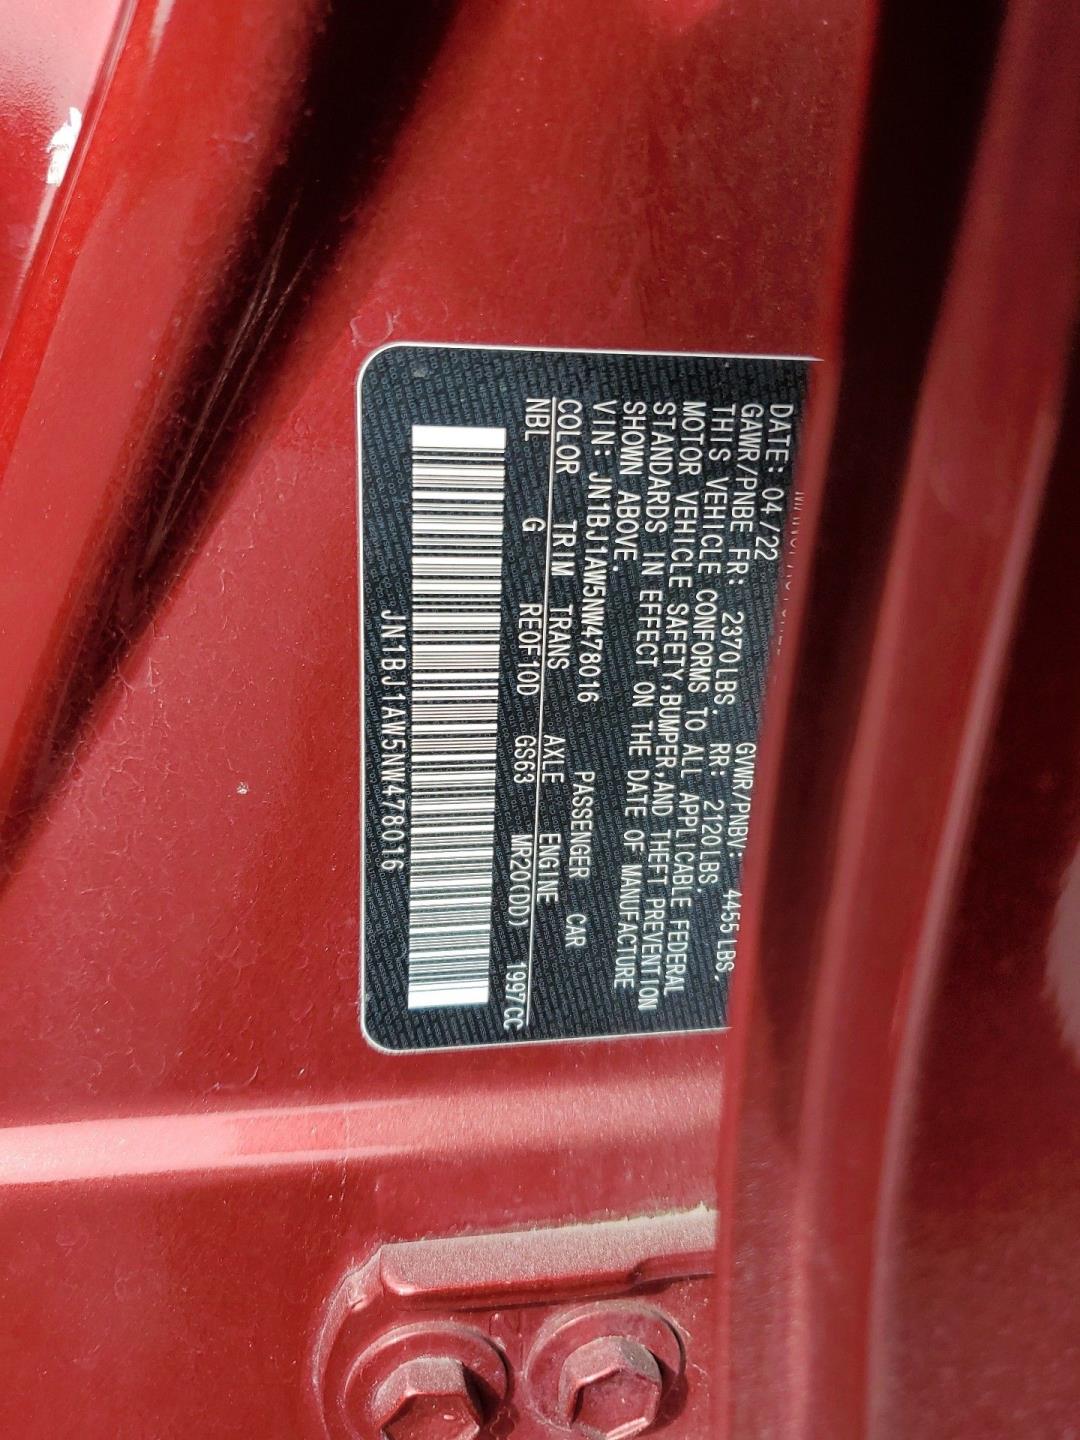 DATE: 04/22
GAWR/PNBE FR: 2370LBS. RR: 2120LBS. GVWR/PNBV: 4455LBS.
THIS VEHICLE CONFORMS TO ALL APPLICABLE FEDERAL
MOTOR VEHICLE SAFETY,BUMPER,AND THEFT PREVENTION
STANDARDS IN EFFECT ON THE DATE OF MANUFACTURE
SHOWN ABOVE.
VIN: JN1BJ1AW5NW478016 PASSENGER CAR
COLOR TRIM TRANS AXLE ENGINE
NBL G RE0F10D GS63 MR20(DD) 1997CC
JN1BJ1AW5NW478016